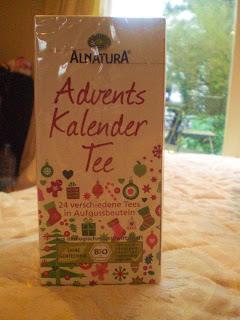 ALNATURA®
Advents
Kalender
Tee
24 verschiedene Tees
in Aufgussbeuteln
BIO